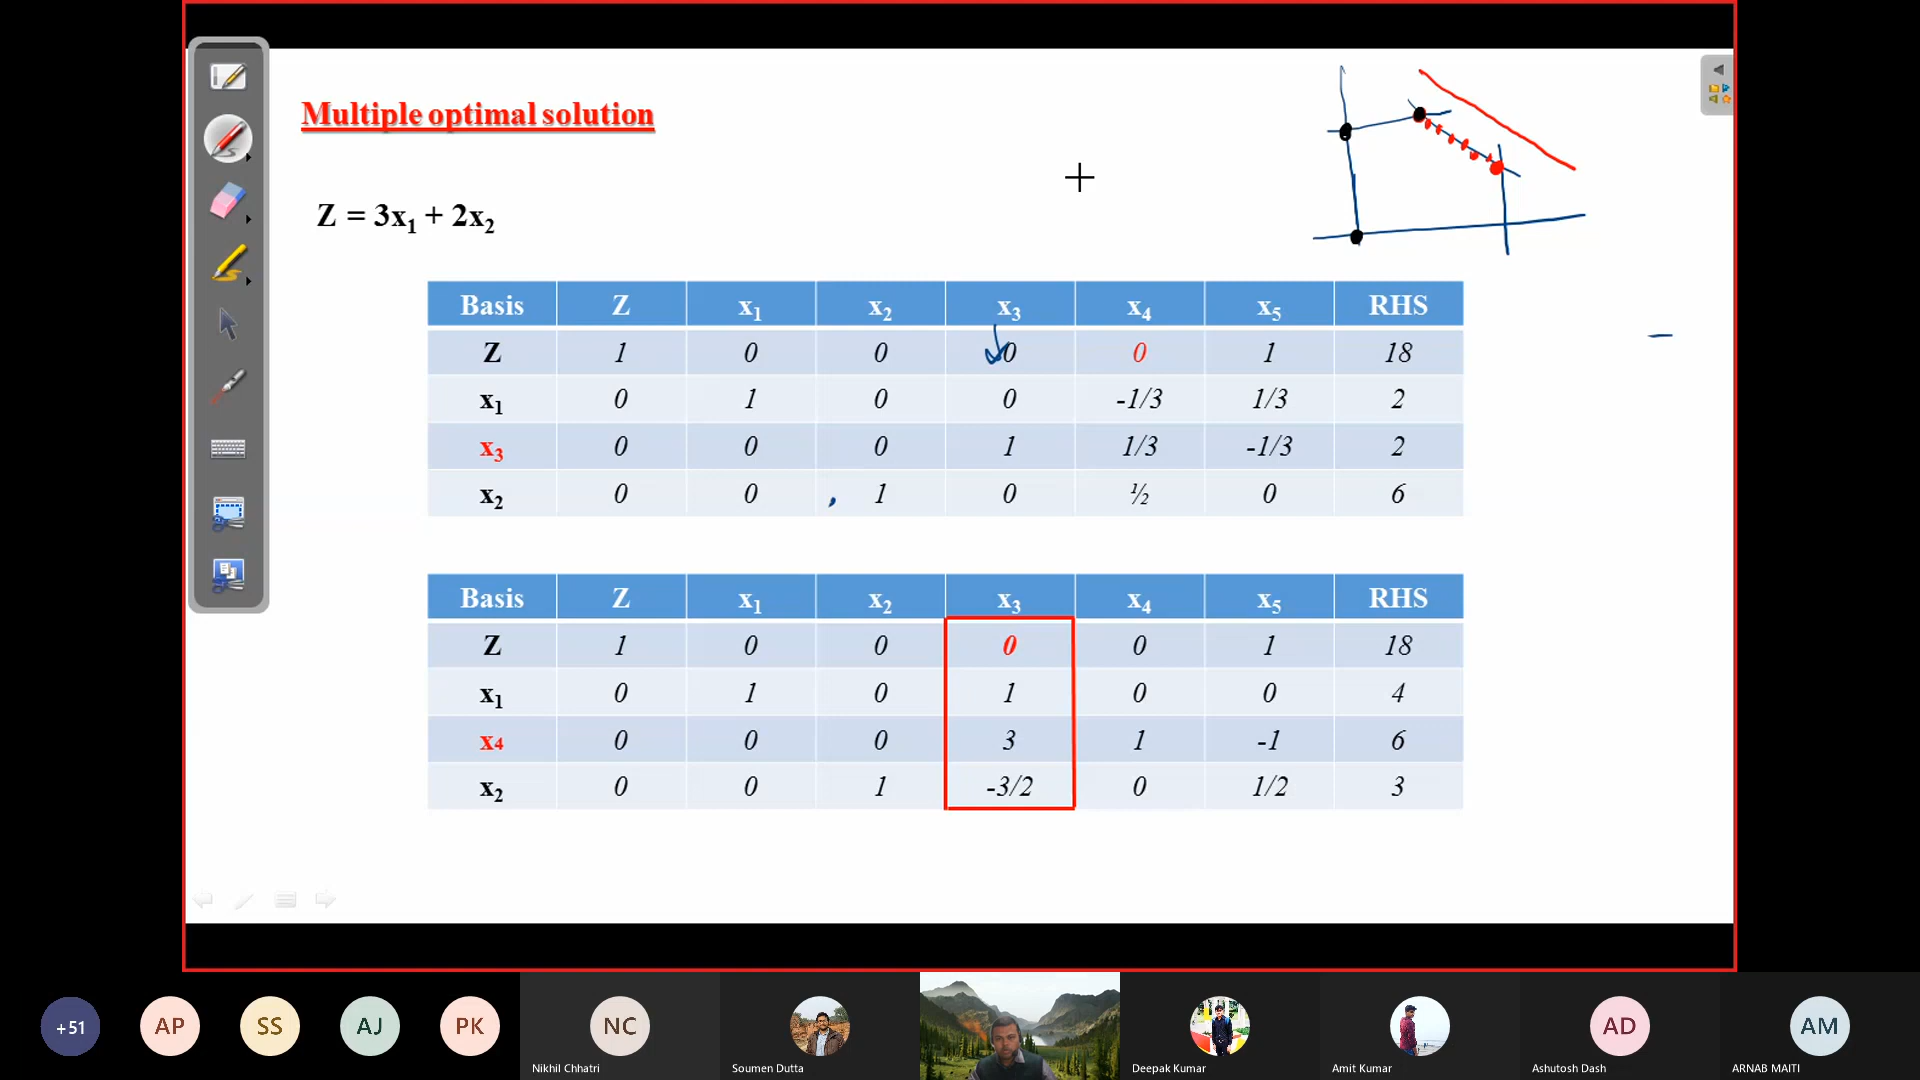 Multiple optimal solution
Z = 3x₁ + 2x₂
Basis Z x₁ x₂ x₃ x₄ x₅ RHS
Z 1 0 0 0 0 1 18
x₁ 0 1 0 0 -1/3 1/3 2
x₃ 0 0 0 1 1/3 -1/3 2
x₂ 0 0 1 0 ½ 0 6
Basis Z x₁ x₂ x₃ x₄ x₅ RHS
Z 1 0 0 0 0 1 18
x₁ 0 1 0 1 0 0 4
x₄ 0 0 0 3 1 -1 6
x₂ 0 0 1 -3/2 0 1/2 3
+51 AP SS AJ PK NC AD AM
Nikhil Chhatri Soumen Dutta Deepak Kumar Amit Kumar Ashutosh Dash ARNAB MAITI